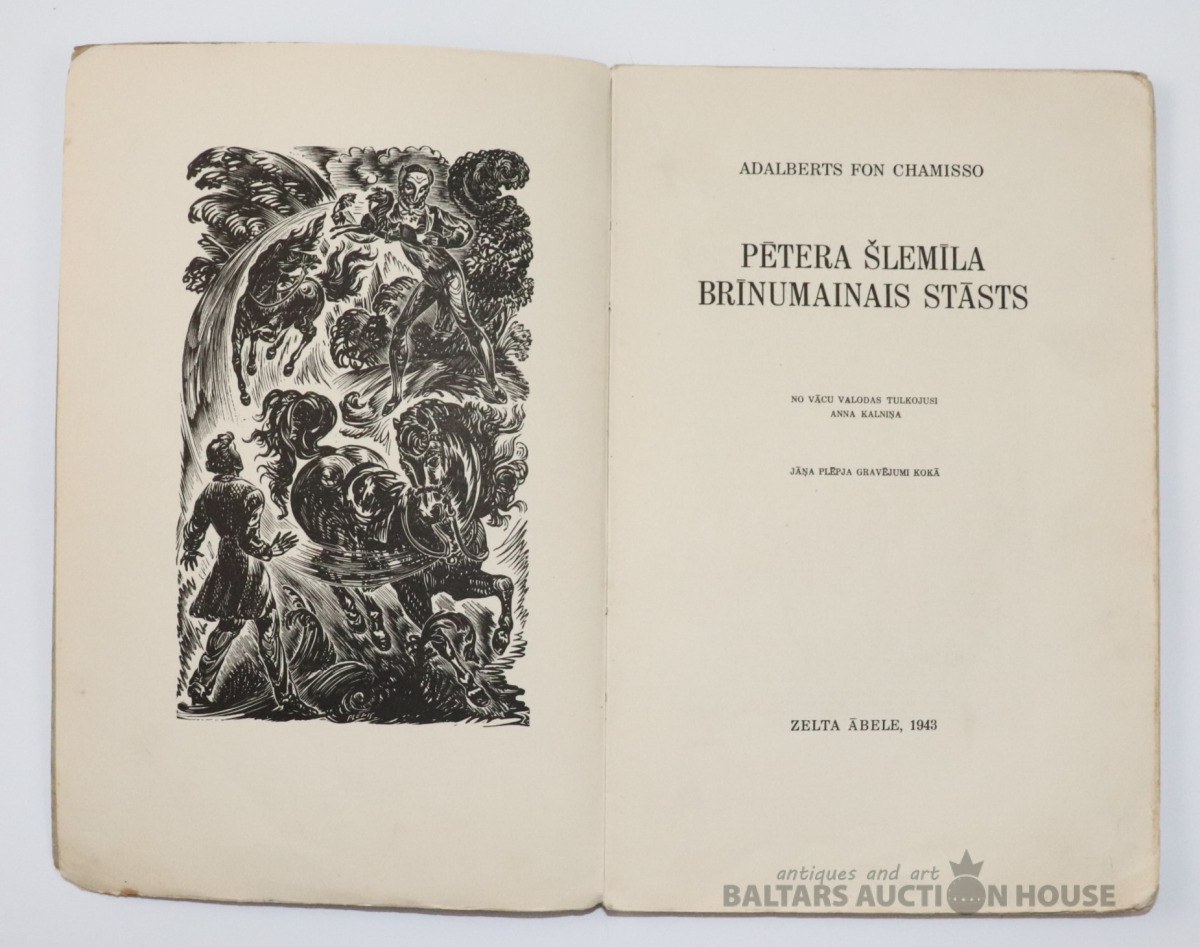 ADALBERTS FON CHAMISSO
PĒTERA ŠLEMĪLA
BRĪNUMAINAIS STĀSTS
NO VĀCU VALODAS TULKOJUSI
ANNA KALNIŅA
JĀŅA PLĒPJA GRAVĒJUMI KOKĀ
ZELTA ĀBELE, 1943
antiques and art
BALTARS AUCTION HOUSE